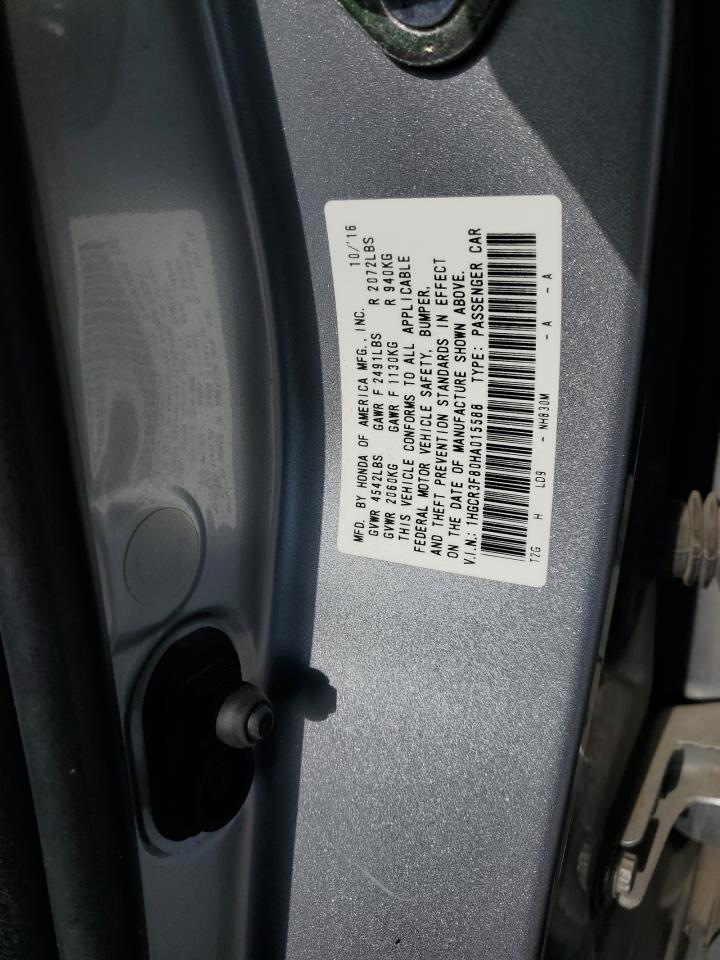 MFD. BY HONDA OF AMERICA MFG., INC. 10/'16
GVWR 4542LBS GAWR F 2491LBS R 2072LBS
GVWR 2060KG GAWR F 1130KG R 940KG
THIS VEHICLE CONFORMS TO ALL APPLICABLE
FEDERAL MOTOR VEHICLE SAFETY, BUMPER,
AND THEFT PREVENTION STANDARDS IN EFFECT
ON THE DATE OF MANUFACTURE SHOWN ABOVE.
V.I.N.: 1HGCR3F80HA015588 TYPE: PASSENGER CAR
T2G H LD9 - NH830M - A - A